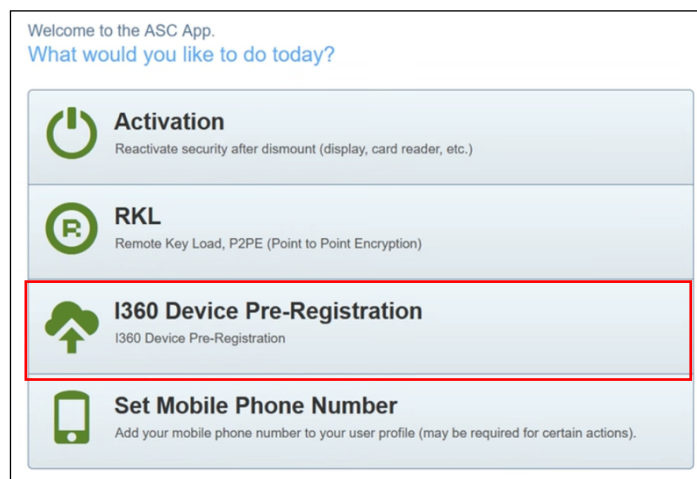 Welcome to the ASC App.
What would you like to do today?
Activation
Reactivate security after dismount (display, card reader, etc.)
RKL
Remote Key Load, P2PE (Point to Point Encryption)
I360 Device Pre-Registration
I360 Device Pre-Registration
Set Mobile Phone Number
Add your mobile phone number to your user profile (may be required for certain actions).